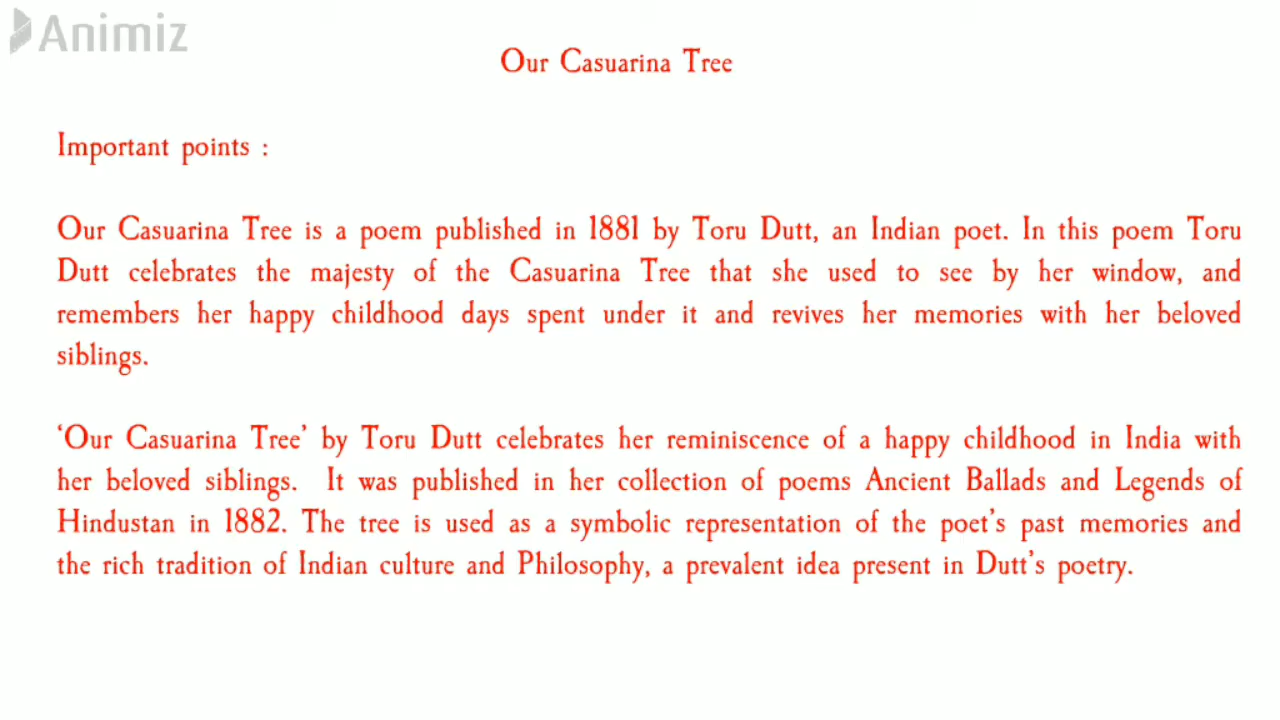 Animiz
Our Casuarina Tree
Important points :
Our Casuarina Tree is a poem published in 1881 by Toru Dutt, an Indian poet. In this poem Toru
Dutt celebrates the majesty of the Casuarina Tree that she used to see by her window, and
remembers her happy childhood days spent under it and revives her memories with her beloved
siblings.
‘Our Casuarina Tree’ by Toru Dutt celebrates her reminiscence of a happy childhood in India with
her beloved siblings.  It was published in her collection of poems Ancient Ballads and Legends of
Hindustan in 1882. The tree is used as a symbolic representation of the poet’s past memories and
the rich tradition of Indian culture and Philosophy, a prevalent idea present in Dutt’s poetry.